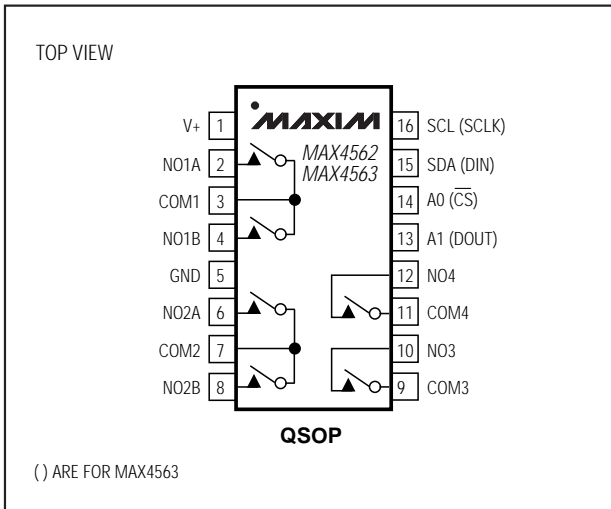 TOP VIEW
MAXIM
MAX4562
MAX4563
V+ 1
NO1A 2
COM1 3
NO1B 4
GND 5
NO2A 6
COM2 7
NO2B 8
16 SCL (SCLK)
15 SDA (DIN)
14 A0 (C̅S̅)
13 A1 (DOUT)
12 NO4
11 COM4
10 NO3
9 COM3
QSOP
( ) ARE FOR MAX4563